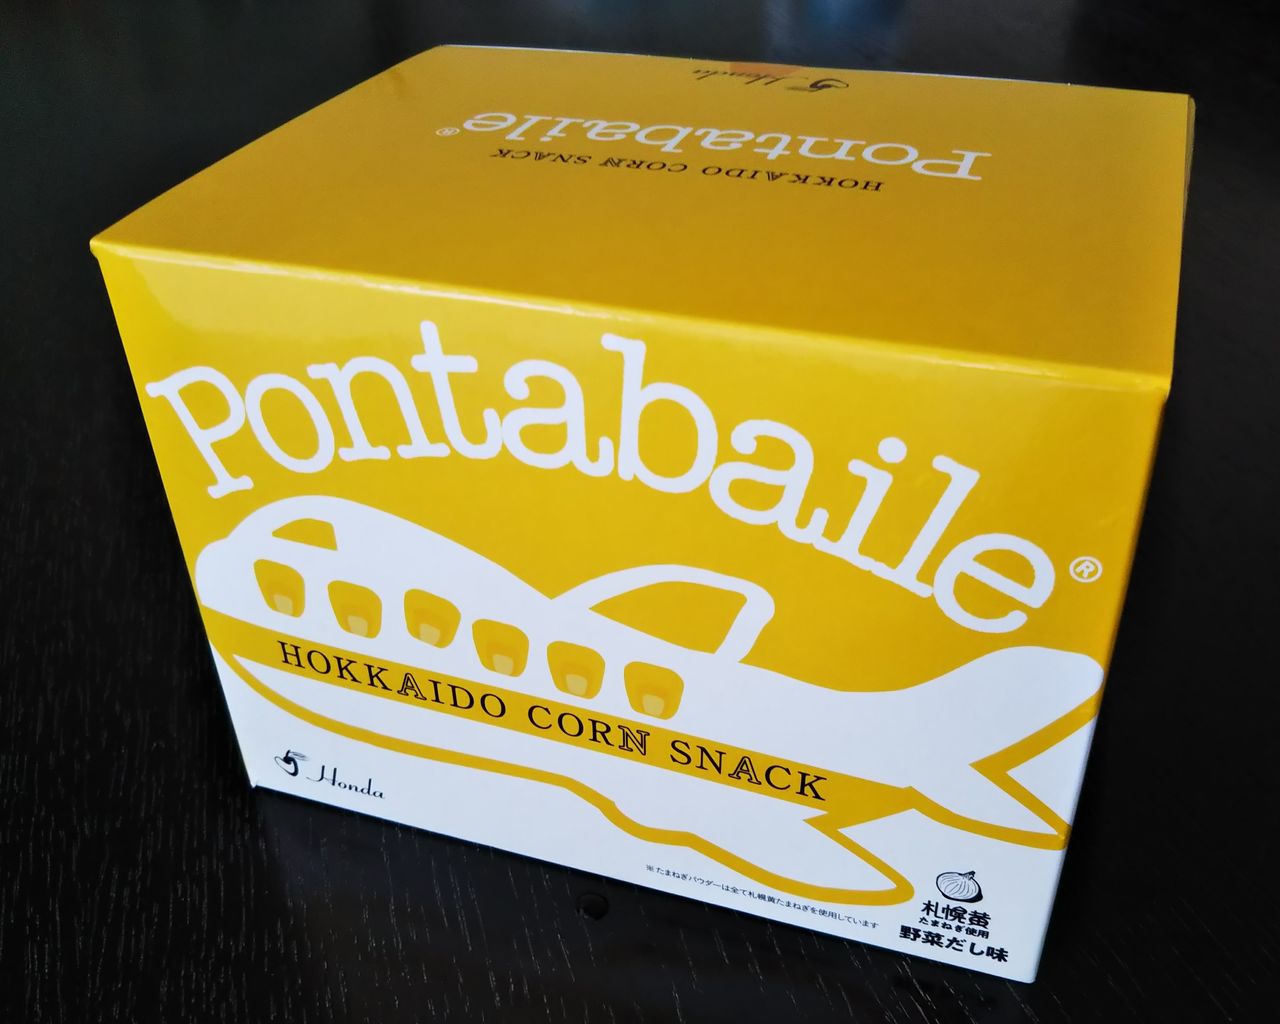 Honda
Pontabaile®
HOKKAIDO CORN SNACK
Pontabaile®
HOKKAIDO CORN SNACK
Honda
※たまねぎパウダーは全て札幌黄たまねぎを使用しています
札幌黄
たまねぎ使用
野菜だし味